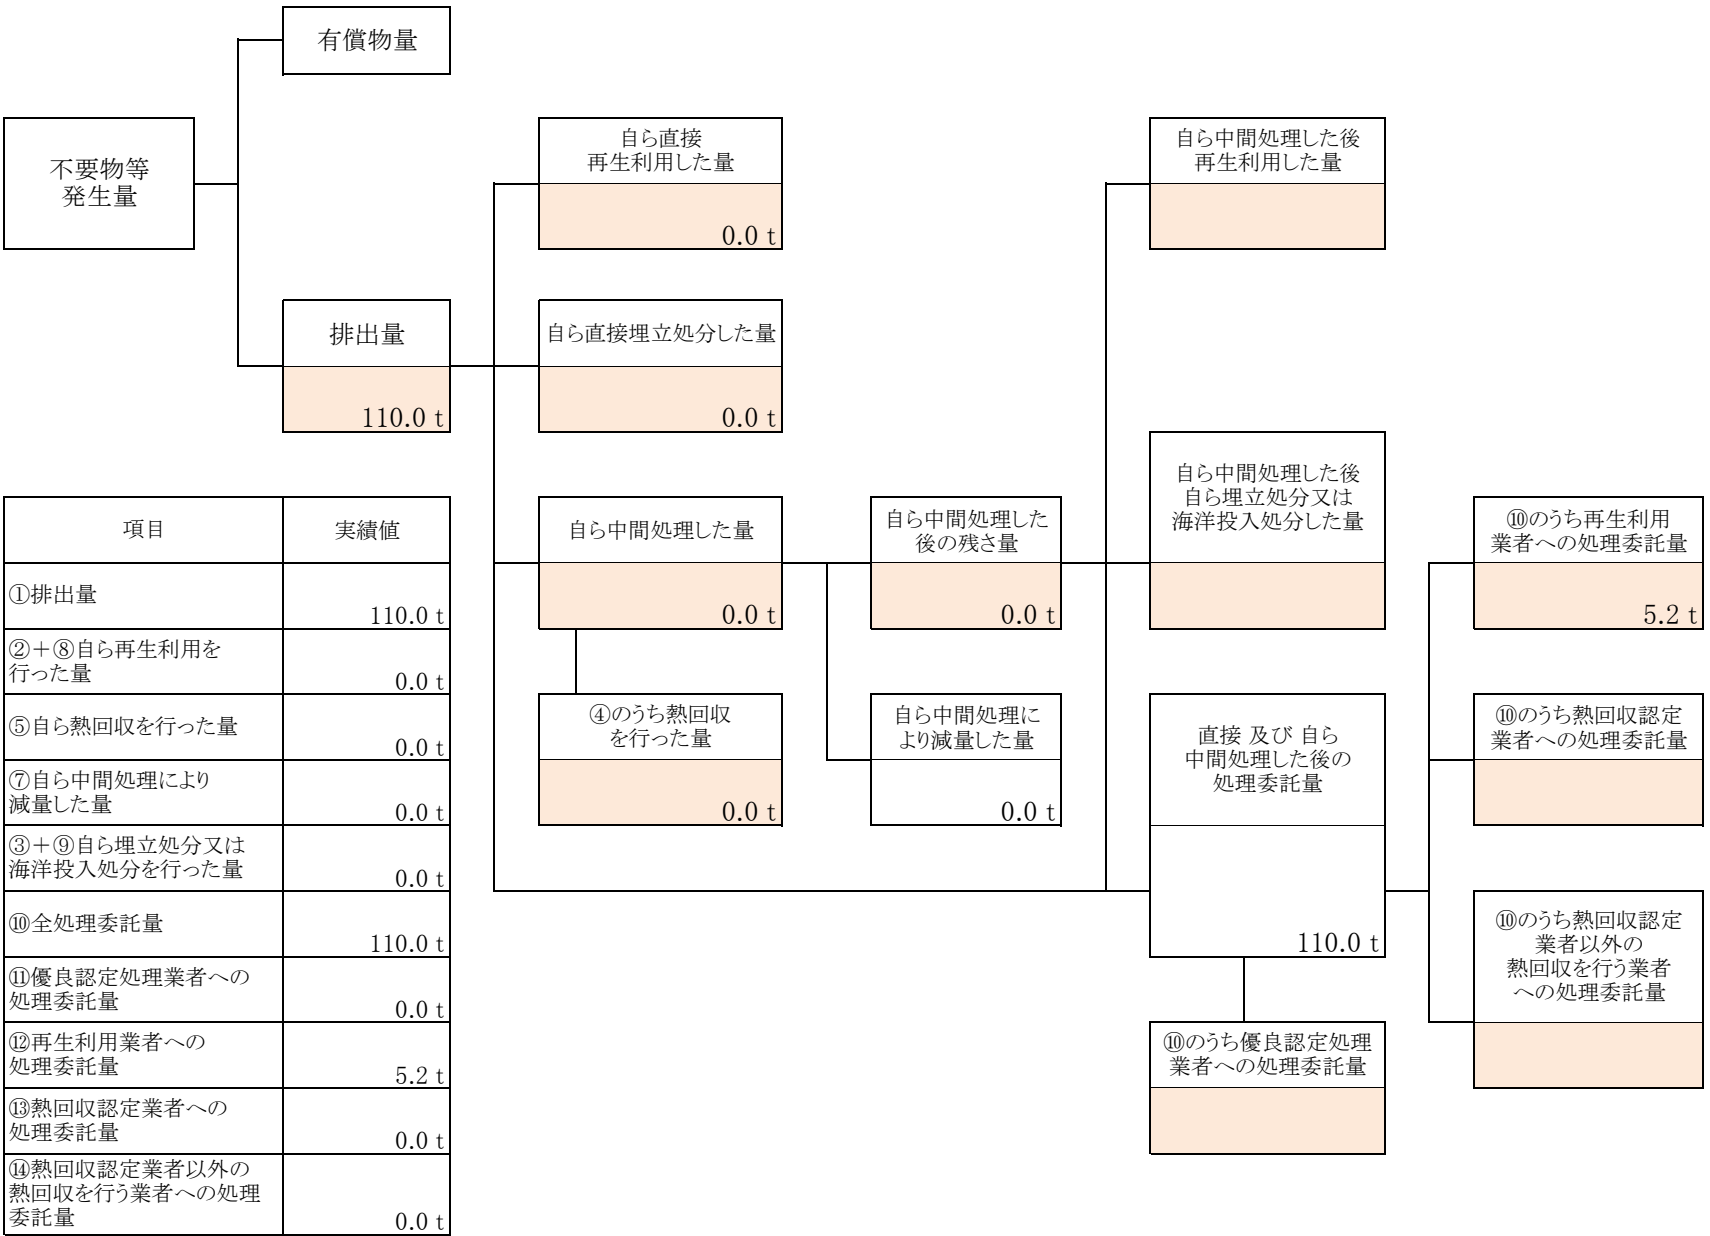 有償物量
不要物等
発生量
自ら直接
再生利用した量
0.0 t
自ら中間処理した後
再生利用した量
排出量
110.0 t
自ら直接埋立処分した量
0.0 t
自ら中間処理した後
自ら埋立処分又は
海洋投入処分した量
自ら中間処理した量
0.0 t
自ら中間処理した
後の残さ量
0.0 t
⑩のうち再生利用
業者への処理委託量
5.2 t
④のうち熱回収
を行った量
0.0 t
自ら中間処理に
より減量した量
0.0 t
直接 及び 自ら
中間処理した後の
処理委託量
110.0 t
⑩のうち熱回収認定
業者への処理委託量
⑩のうち熱回収認定
業者以外の
熱回収を行う業者
への処理委託量
⑩のうち優良認定処理
業者への処理委託量
項目 実績値
①排出量
110.0 t
②＋⑧自ら再生利用を
行った量
0.0 t
⑤自ら熱回収を行った量
0.0 t
⑦自ら中間処理により
減量した量
0.0 t
③＋⑨自ら埋立処分又は
海洋投入処分を行った量
0.0 t
⑩全処理委託量
110.0 t
⑪優良認定処理業者への
処理委託量
0.0 t
⑫再生利用業者への
処理委託量
5.2 t
⑬熱回収認定業者への
処理委託量
0.0 t
⑭熱回収認定業者以外の
熱回収を行う業者への処理
委託量
0.0 t